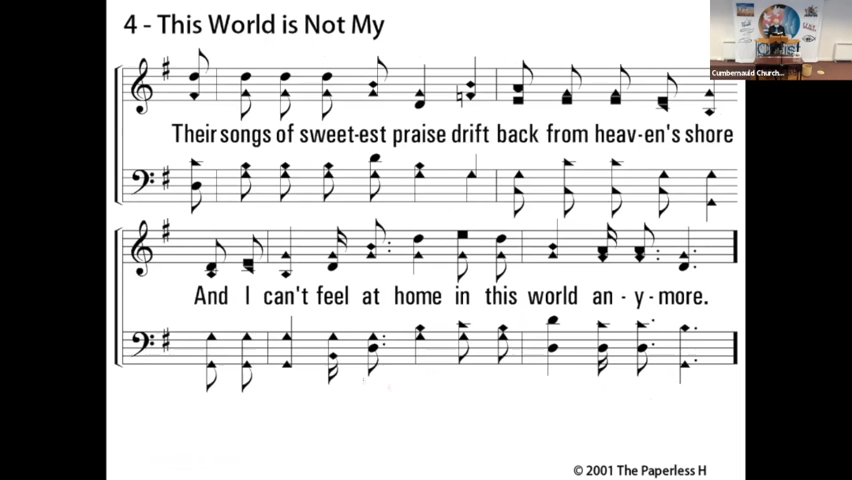 4 - This World is Not My
Cumbernauld Church...
Christ
Their songs of sweet-est praise drift back from heav-en's shore
And I can't feel at home in this world an - y - more.
© 2001 The Paperless H